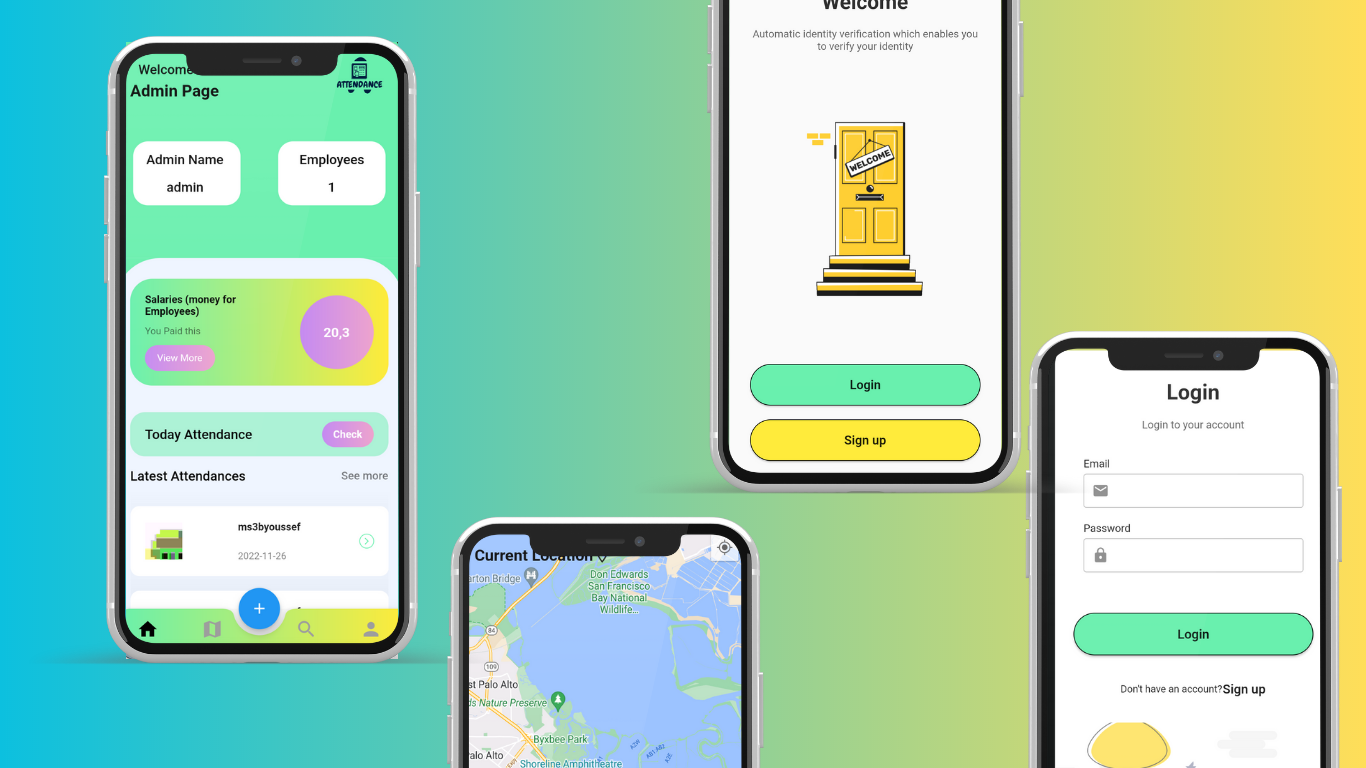 Welcome
Admin Page
ATTENDANCE
Admin Name
admin
Employees
1
Salaries (money for
Employees)
You Paid this
View More
20,3
Today Attendance
Check
Latest Attendances
See more
ms3byoussef
2022-11-26
Current Location
arton Bridge
Don Edwards
San Francisco
Bay National
Wildlife...
84
109
st Palo Alto
ds Nature Preserve
Byxbee Park
alo Alto
Shoreline Amphitheatre
A2W
AB1 AB2
Welcome
Automatic identity verification which enables you
to verify your identity
WELCOME
Login
Sign up
Login
Login to your account
Email
Password
Login
Don't have an account?Sign up